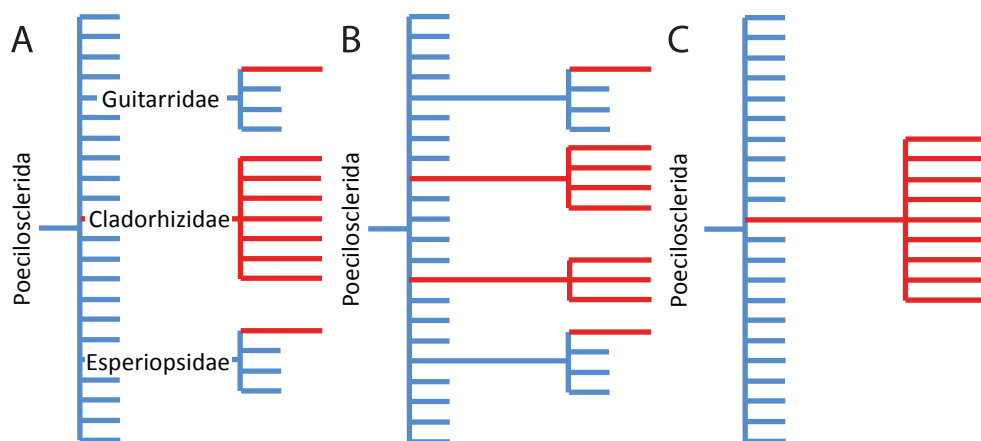 A
B
C
Guitarridae
Cladorhizidae
Esperiopsidae
Poecilosclerida
Poecilosclerida
Poecilosclerida